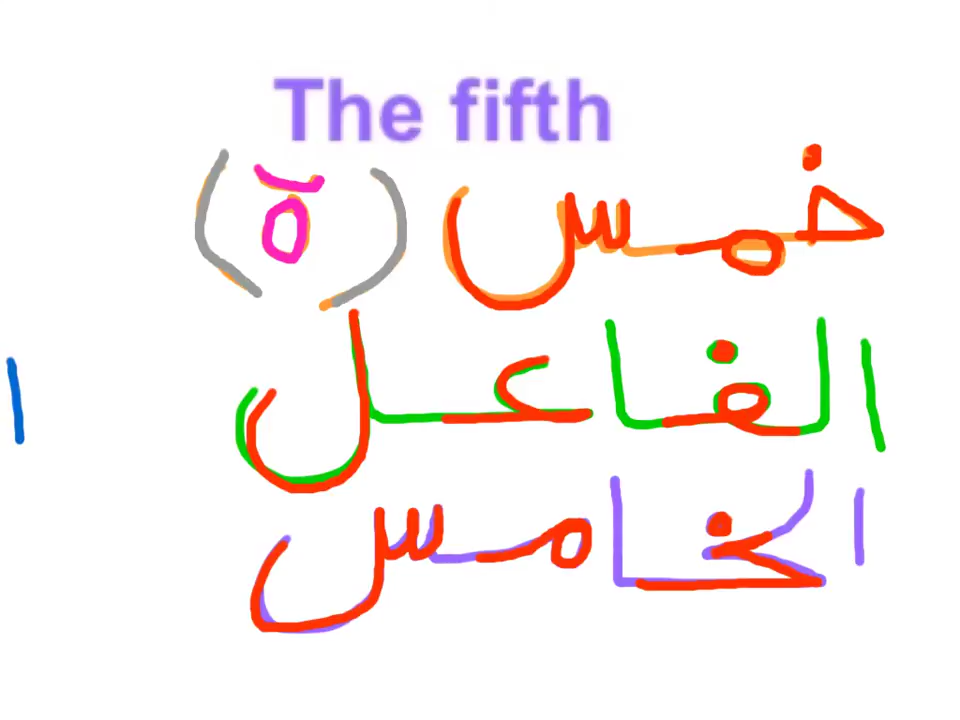 The fifth
خمس (ة)
الفاعل ا
الخامس